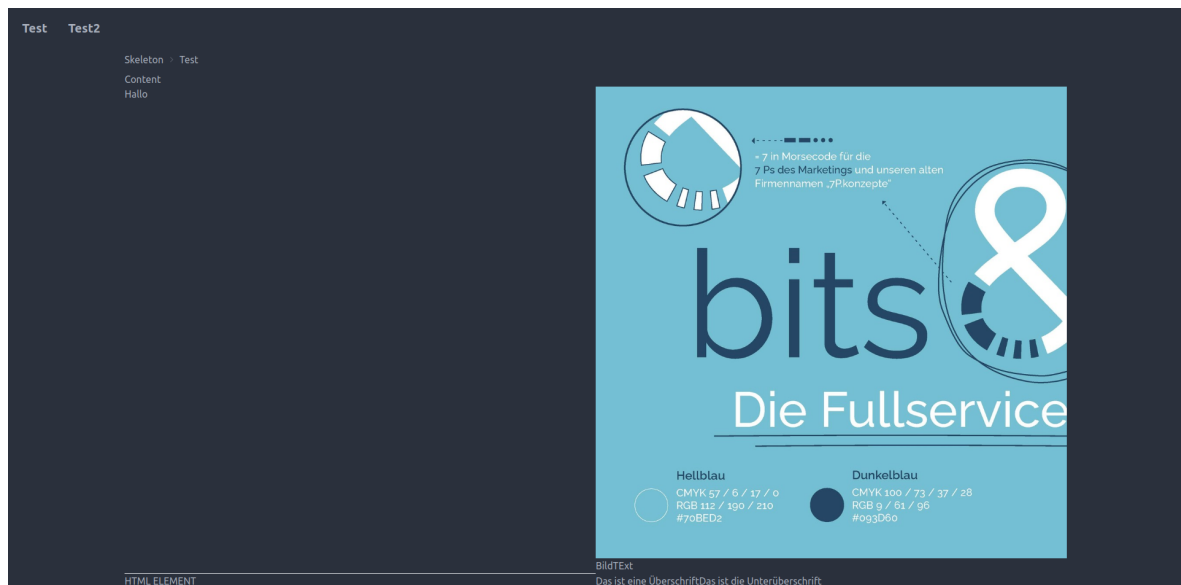 Test Test2
Skeleton › Test
Content
Hallo
= 7 in Morsecode für die
7 Ps des Marketings und unseren alten
Firmennamen „7P.konzepte“
bits&
Die Fullservice
Hellblau
CMYK 57 / 6 / 17 / 0
RGB 112 / 190 / 210
#70BED2
Dunkelblau
CMYK 100 / 73 / 37 / 28
RGB 9 / 61 / 96
#093D60
BildTExt
HTML ELEMENT
Das ist eine ÜberschriftDas ist die Unterüberschrift